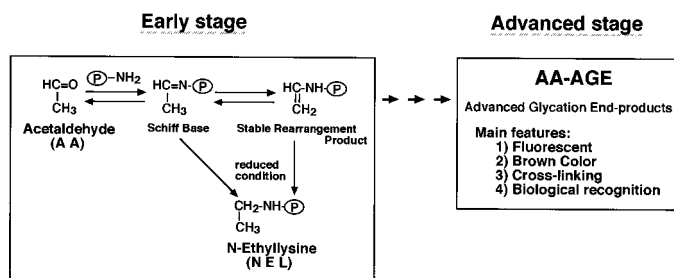 Early stage
Advanced stage
HC=O
CH₃
Ⓟ-NH₂
HC=N-Ⓟ
CH₃
HC-NH-Ⓟ
CH₂
Acetaldehyde
(A A)
Schiff Base
Stable Rearrangement
Product
reduced
condition
CH₂-NH-Ⓟ
CH₃
N-Ethyllysine
(N E L)
AA-AGE
Advanced Glycation End-products
Main features:
1) Fluorescent
2) Brown Color
3) Cross-linking
4) Biological recognition